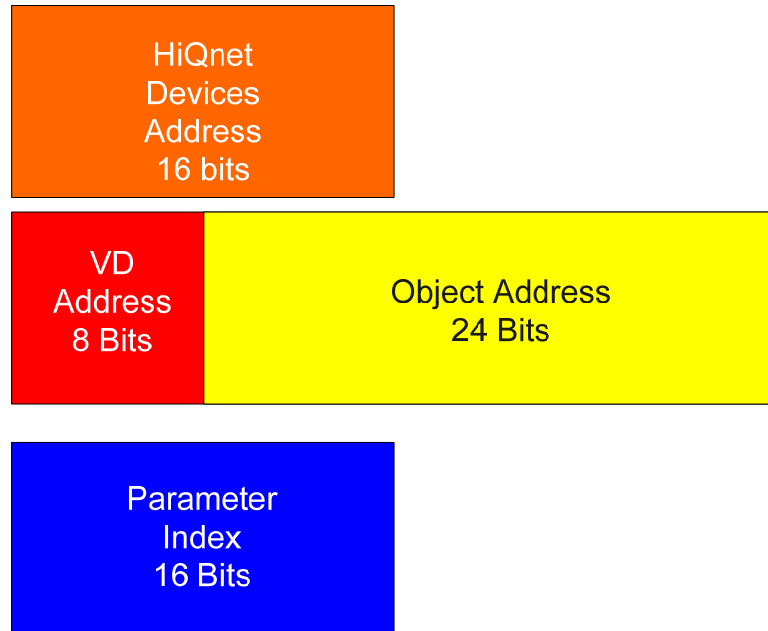 HiQnet
Devices
Address
16 bits
VD
Address
8 Bits
Object Address
24 Bits
Parameter
Index
16 Bits